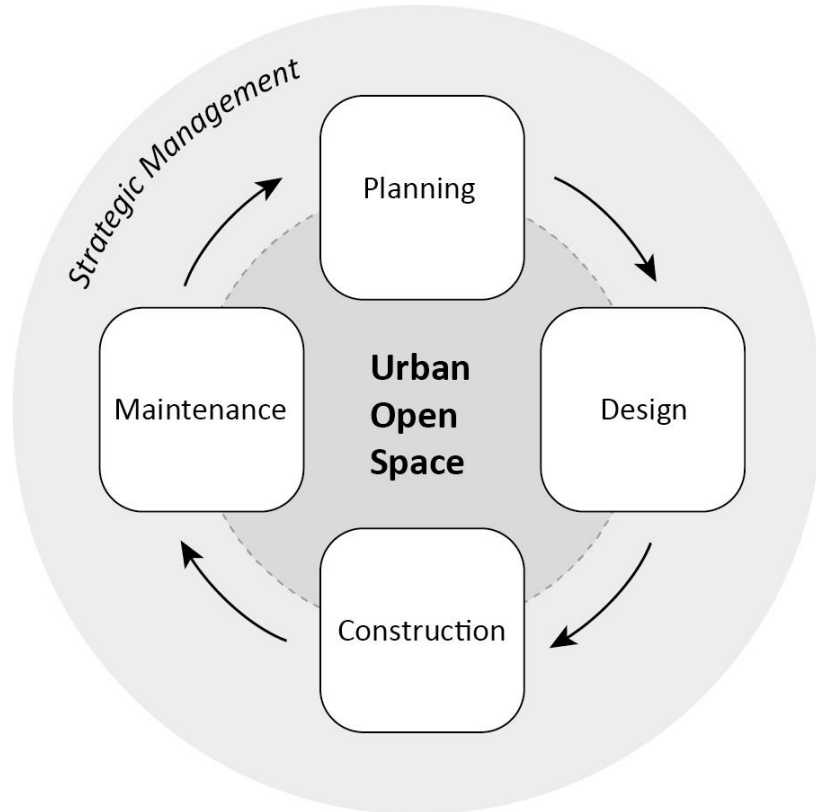 Strategic Management
Planning
Maintenance
Urban
Open
Space
Design
Construction